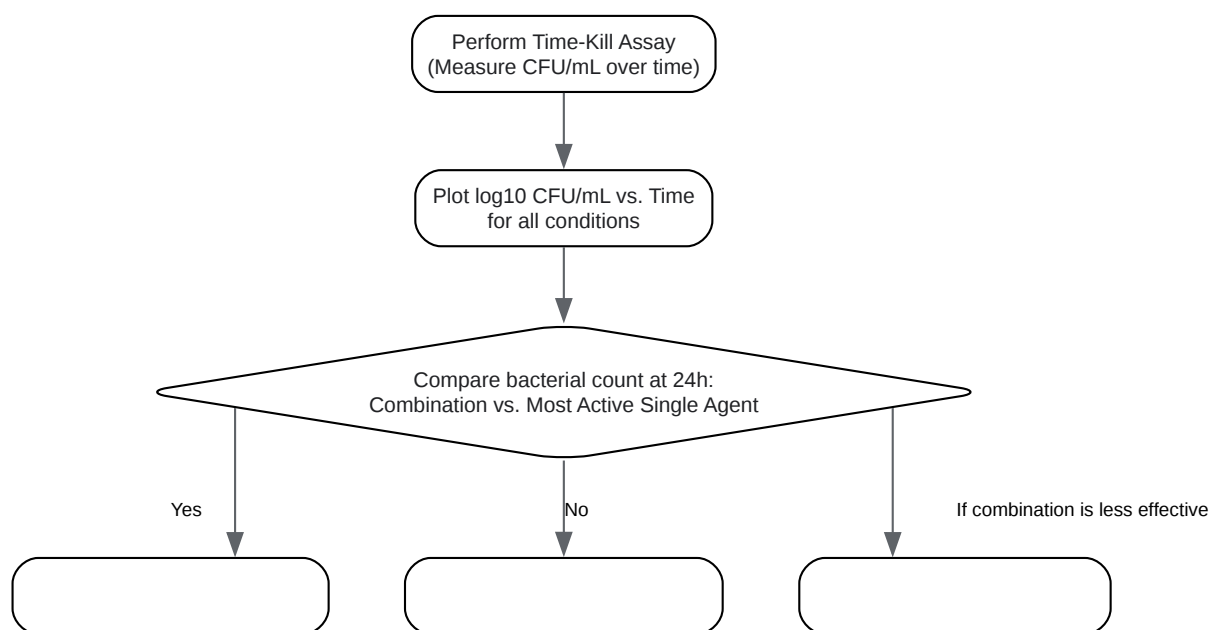 Perform Time-Kill Assay
(Measure CFU/mL over time)
Plot log10 CFU/mL vs. Time
for all conditions
Compare bacterial count at 24h:
Combination vs. Most Active Single Agent
Yes
No
If combination is less effective